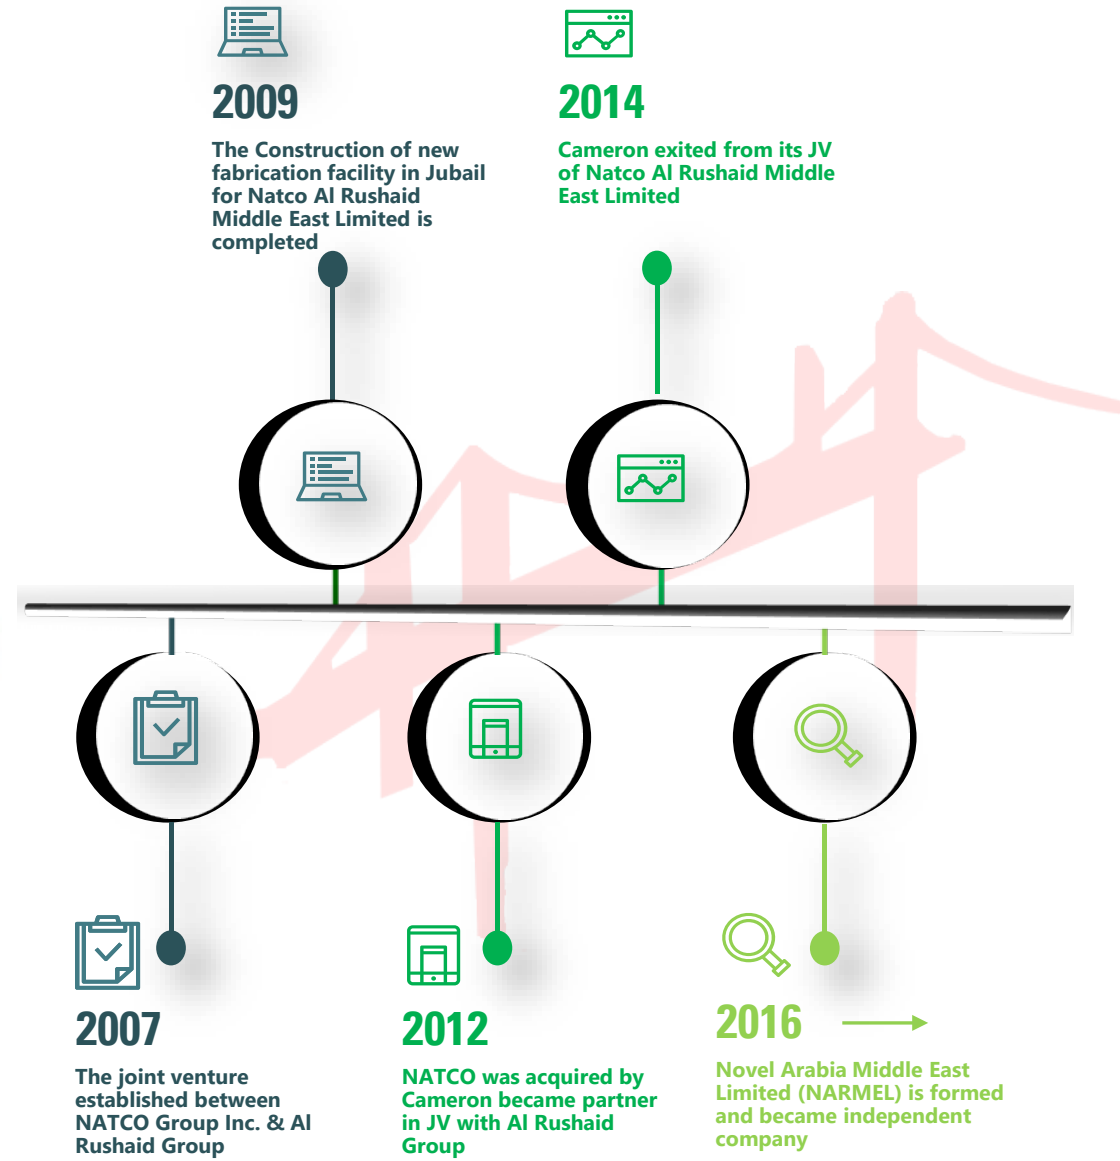 2009
The Construction of new
fabrication facility in Jubail
for Natco Al Rushaid
Middle East Limited is
completed
2014
Cameron exited from its JV
of Natco Al Rushaid Middle
East Limited
2007
The joint venture
established between
NATCO Group Inc. & Al
Rushaid Group
2012
NATCO was acquired by
Cameron became partner
in JV with Al Rushaid
Group
2016
Novel Arabia Middle East
Limited (NARMEL) is formed
and became independent
company